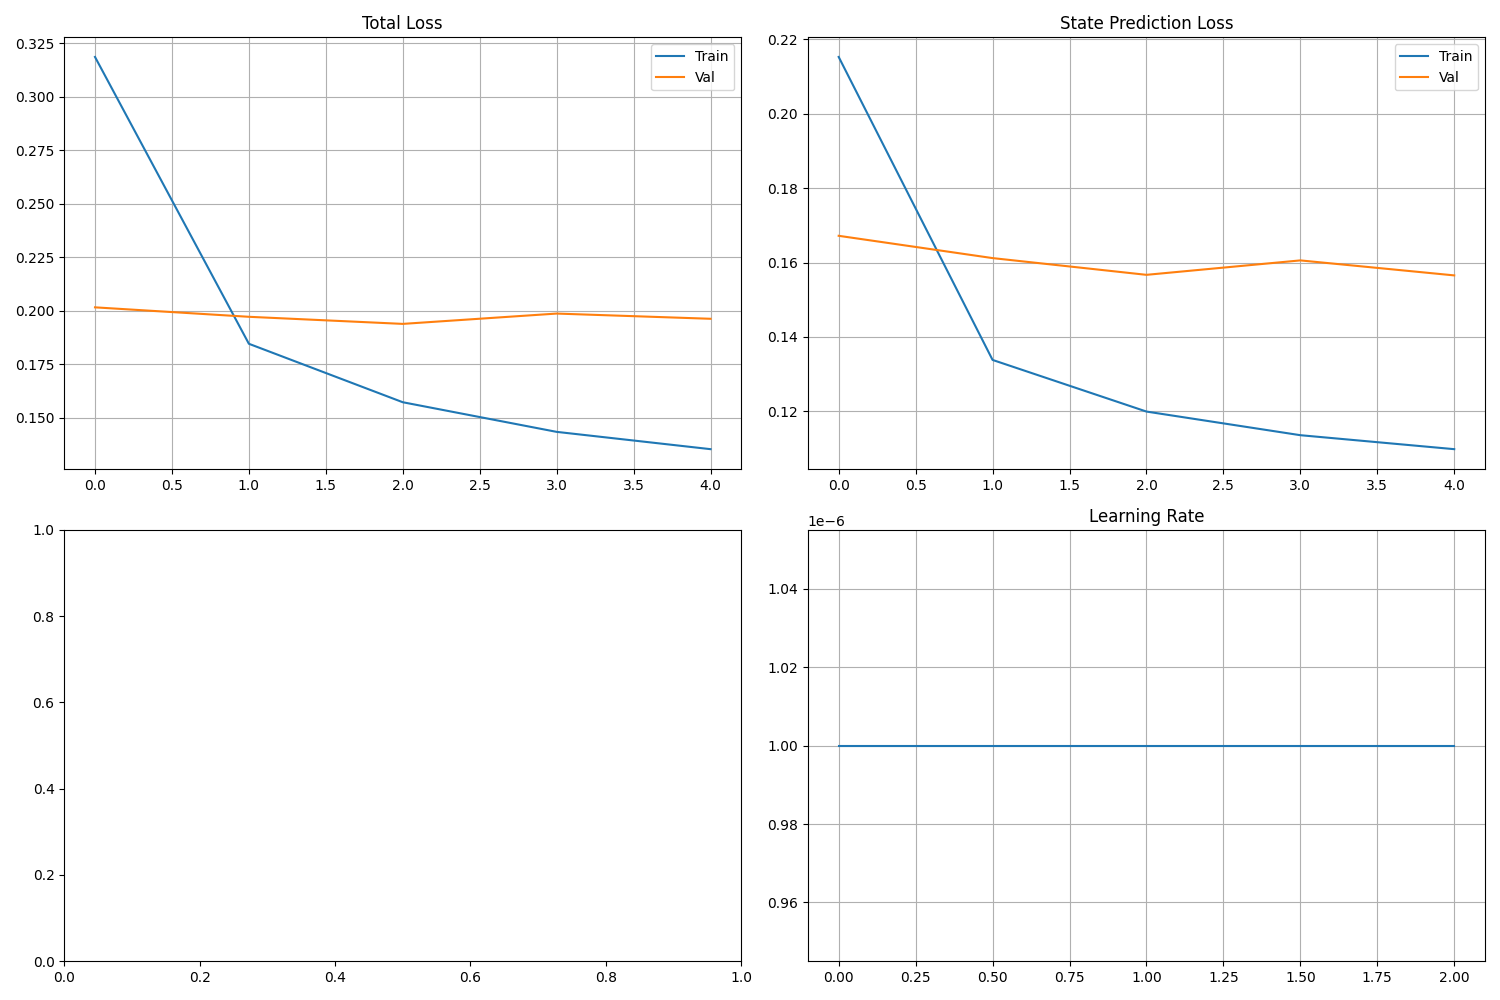 Total Loss
0.325
0.300
0.275
0.250
0.225
0.200
0.175
0.150
Train
Val
0.0 0.5 1.0 1.5 2.0 2.5 3.0 3.5 4.0
State Prediction Loss
0.22
0.20
0.18
0.16
0.14
0.12
Train
Val
0.0 0.5 1.0 1.5 2.0 2.5 3.0 3.5 4.0
1.0
0.8
0.6
0.4
0.2
0.0
0.0 0.2 0.4 0.6 0.8 1.0
Learning Rate
1e−6
1.04
1.02
1.00
0.98
0.96
0.00 0.25 0.50 0.75 1.00 1.25 1.50 1.75 2.00